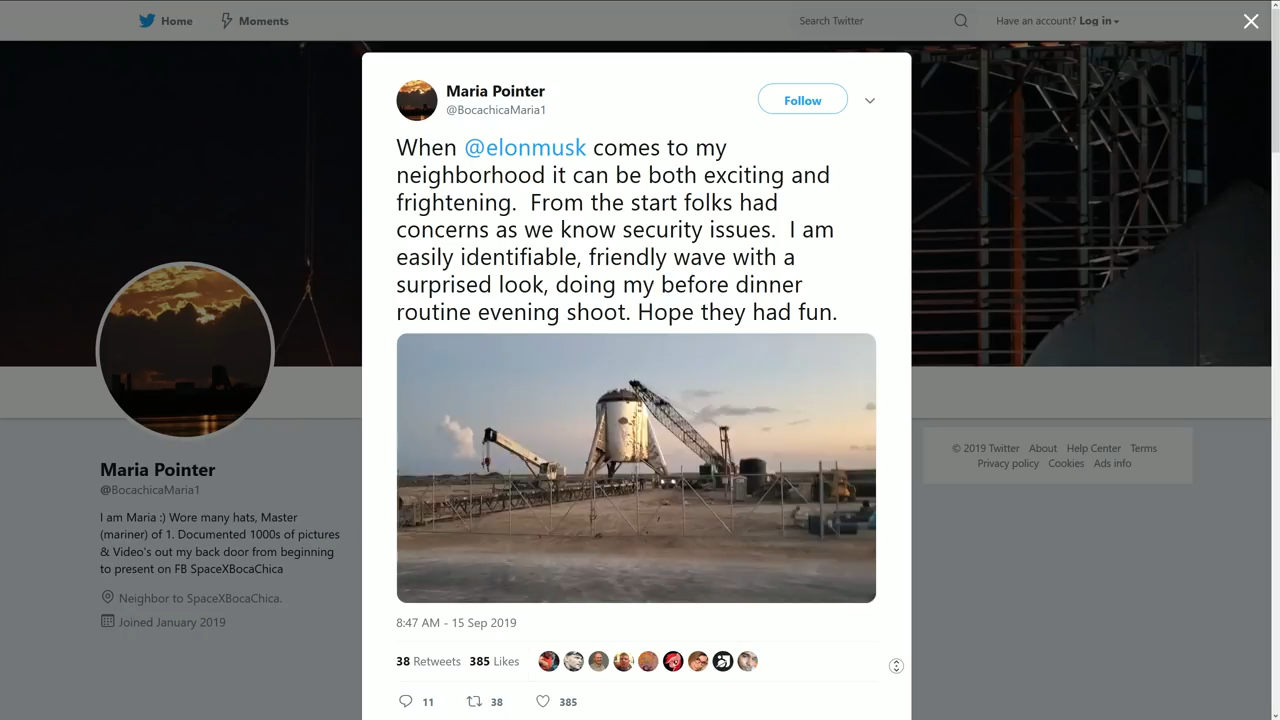 Home
Moments
Search Twitter
Have an account? Log in
Maria Pointer
@BocachicaMaria1
Follow
When @elonmusk comes to my
neighborhood it can be both exciting and
frightening.  From the start folks had
concerns as we know security issues.  I am
easily identifiable, friendly wave with a
surprised look, doing my before dinner
routine evening shoot. Hope they had fun.
8:47 AM - 15 Sep 2019
38 Retweets 385 Likes
11
38
385
Maria Pointer
@BocachicaMaria1
I am Maria :) Wore many hats, Master
(mariner) of 1. Documented 1000s of pictures
& Video's out my back door from beginning
to present on FB SpaceXBocaChica
Neighbor to SpaceXBocaChica.
Joined January 2019
© 2019 Twitter About Help Center Terms
Privacy policy Cookies Ads info